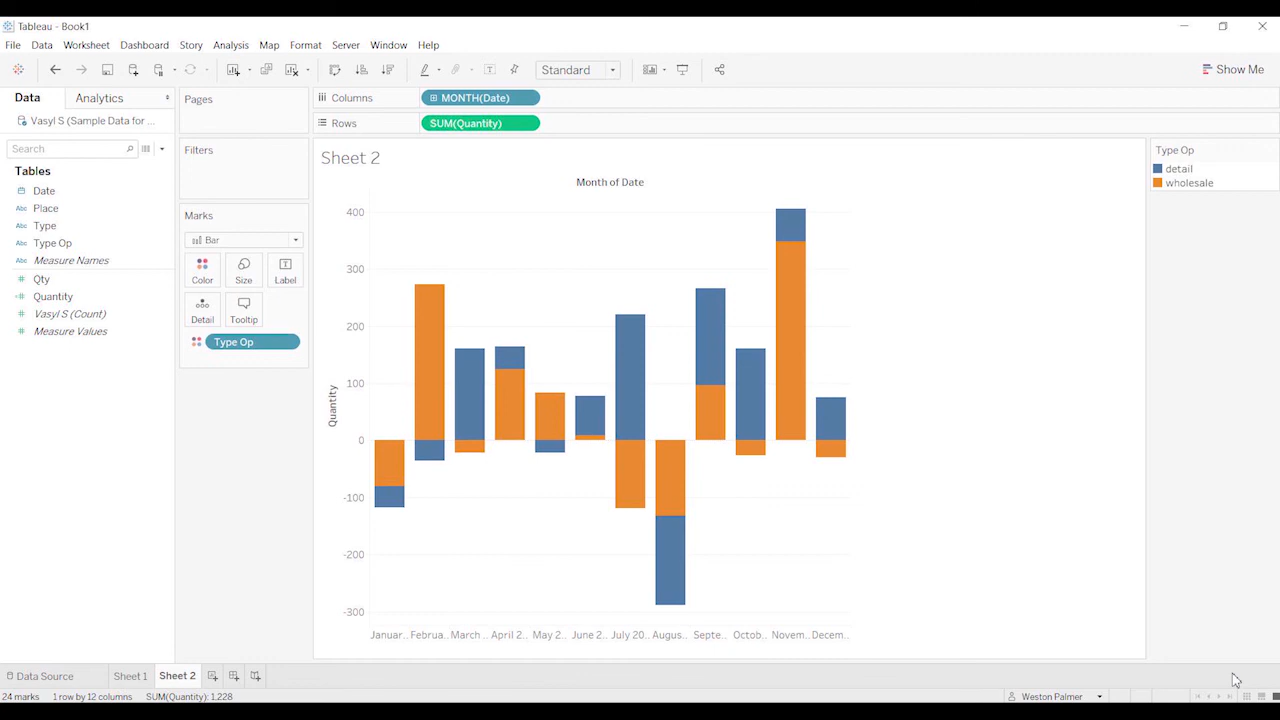 Tableau - Book1
File Data Worksheet Dashboard Story Analysis Map Format Server Window Help
Standard
Show Me
Data Analytics
Pages
Columns
MONTH(Date)
Rows
SUM(Quantity)
Vasyl S (Sample Data for ...
Search
Filters
Tables
Date
Place
Type
Type Op
Measure Names
Qty
Quantity
Vasyl S (Count)
Measure Values
Marks
Bar
Color Size Label
Detail Tooltip
Type Op
Sheet 2
Month of Date
Quantity
400
300
200
100
0
-100
-200
-300
Januar.. Februa.. March .. April 2.. May 2.. June 2.. July 20.. Augus.. Septe.. Octob.. Novem.. Decem..
Type Op
detail
wholesale
Data Source Sheet 1 Sheet 2
24 marks 1 row by 12 columns SUM(Quantity): 1,228
Weston Palmer